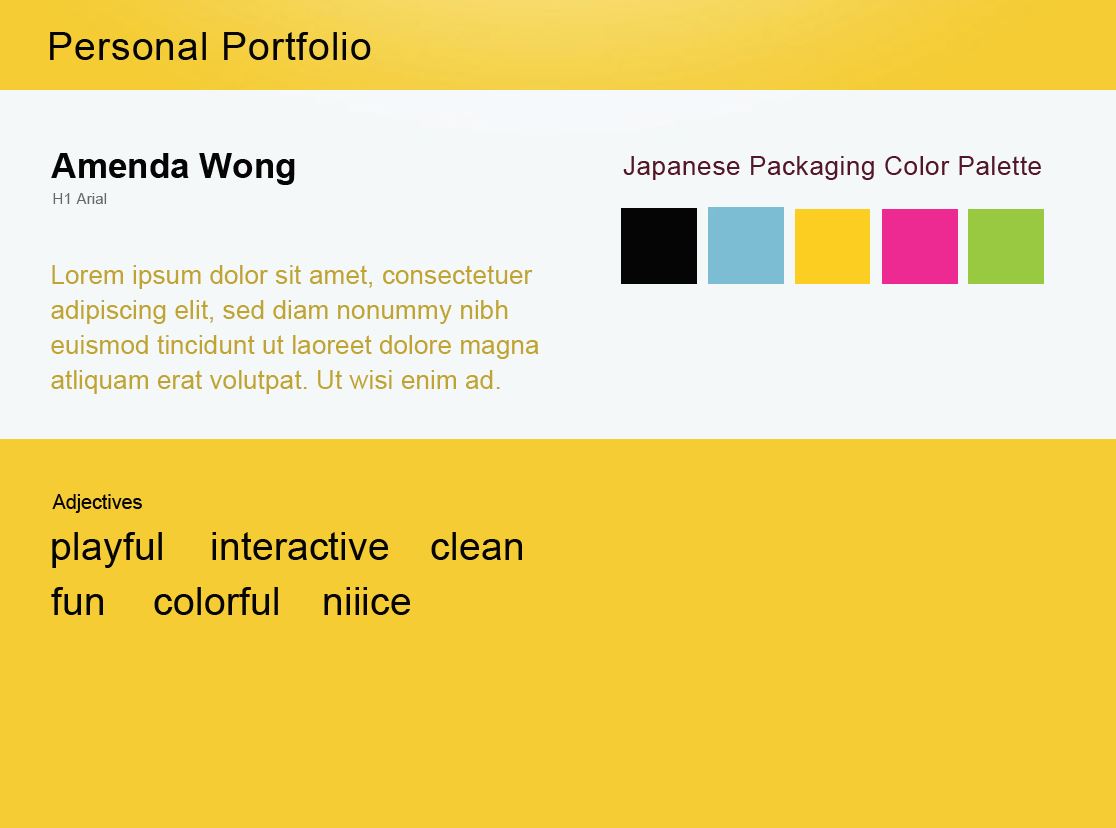 Personal Portfolio
Amenda Wong
H1 Arial
Lorem ipsum dolor sit amet, consectetuer
adipiscing elit, sed diam nonummy nibh
euismod tincidunt ut laoreet dolore magna
atliquam erat volutpat. Ut wisi enim ad.
Japanese Packaging Color Palette
Adjectives
playful interactive clean
fun colorful niiice